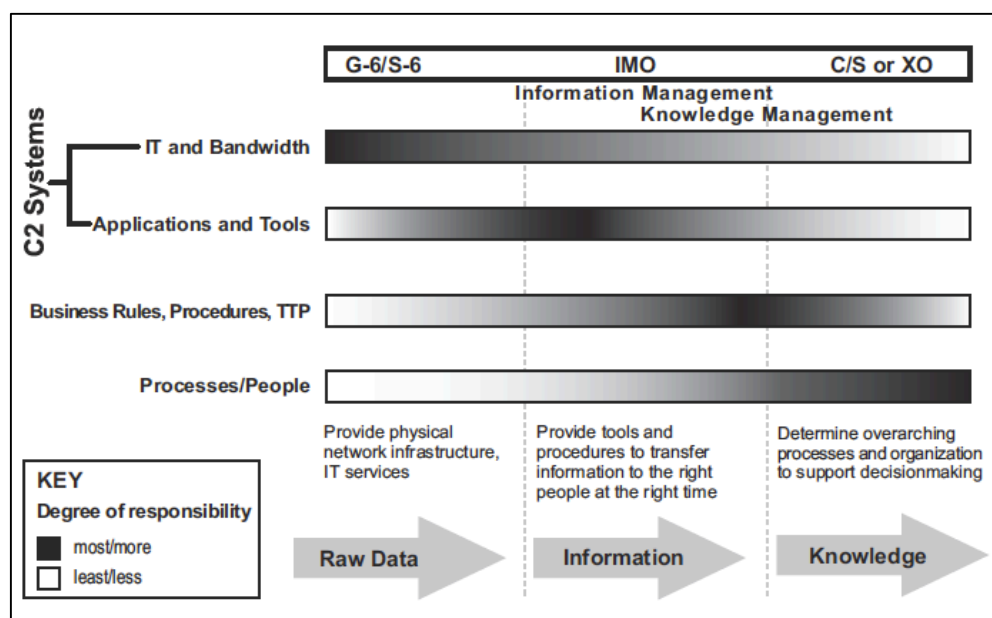 G-6/S-6 IMO C/S or XO
Information Management
Knowledge Management
C2 Systems
IT and Bandwidth
Applications and Tools
Business Rules, Procedures, TTP
Processes/People
Provide physical
network infrastructure,
IT services
Provide tools and
procedures to transfer
information to the right
people at the right time
Determine overarching
processes and organization
to support decisionmaking
KEY
Degree of responsibility
most/more
least/less
Raw Data
Information
Knowledge